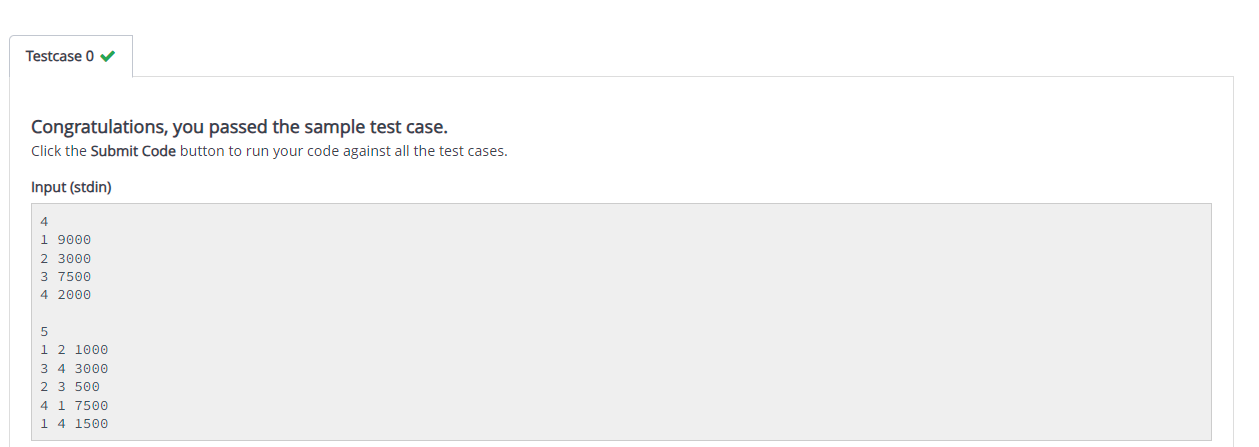 Testcase 0
Congratulations, you passed the sample test case.
Click the Submit Code button to run your code against all the test cases.
Input (stdin)
4
1 9000
2 3000
3 7500
4 2000

5
1 2 1000
3 4 3000
2 3 500
4 1 7500
1 4 1500